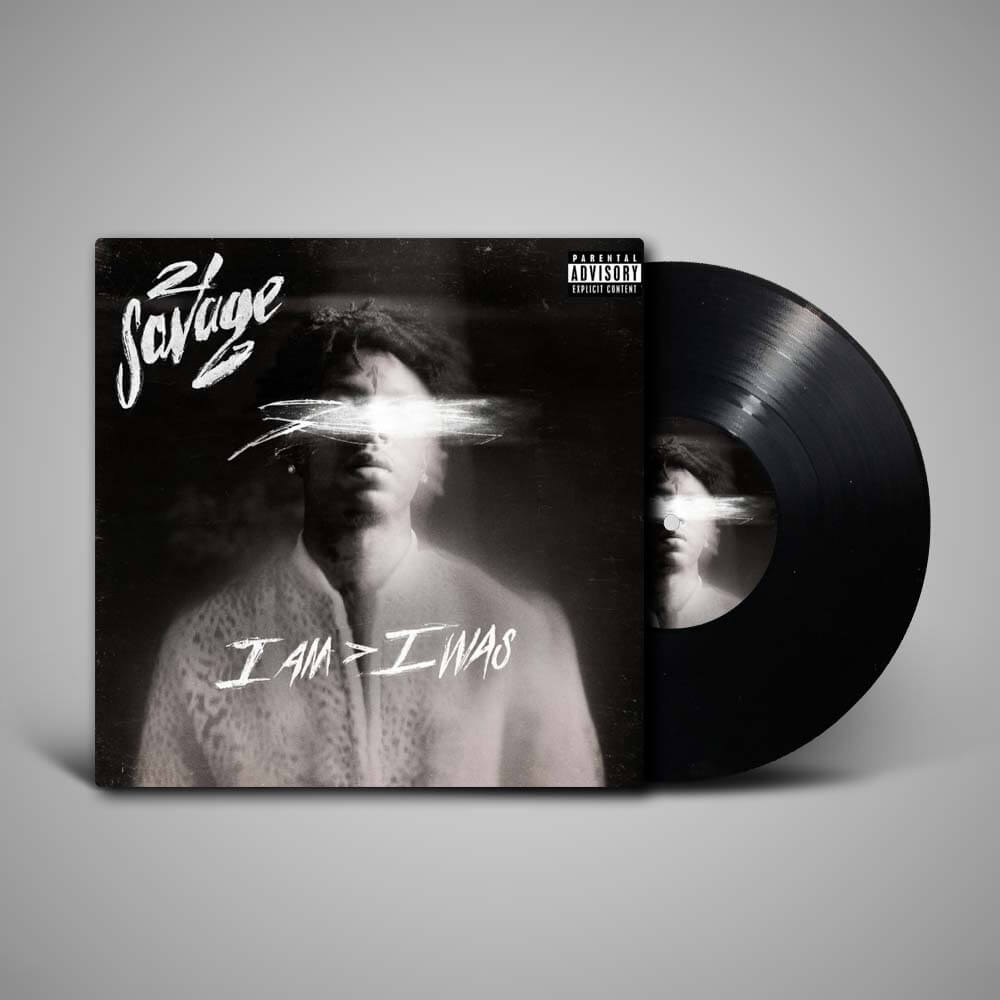 21
Savage
PARENTAL
ADVISORY
EXPLICIT CONTENT
I AM > I WAS